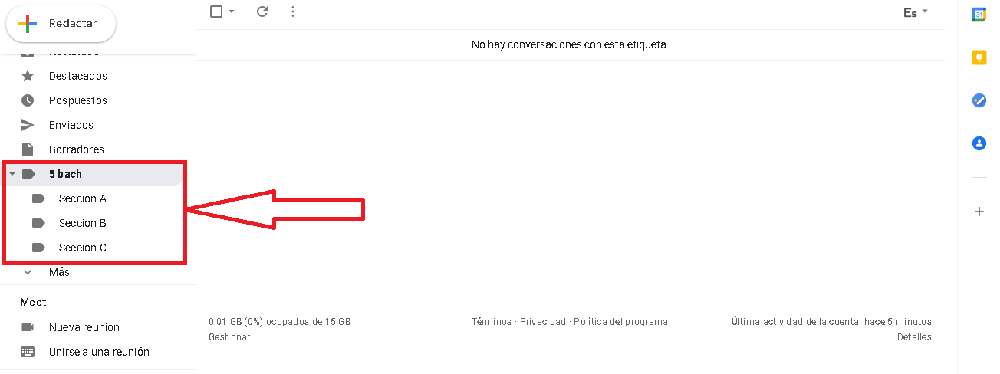 Redactar
Es
No hay conversaciones con esta etiqueta.
Destacados
Pospuestos
Enviados
Borradores
5 bach
Seccion A
Seccion B
Seccion C
Más
Meet
Nueva reunión
Unirse a una reunión
0,01 GB (0%) ocupados de 15 GB
Gestionar
Términos · Privacidad · Política del programa
Última actividad de la cuenta: hace 5 minutos
Detalles
31